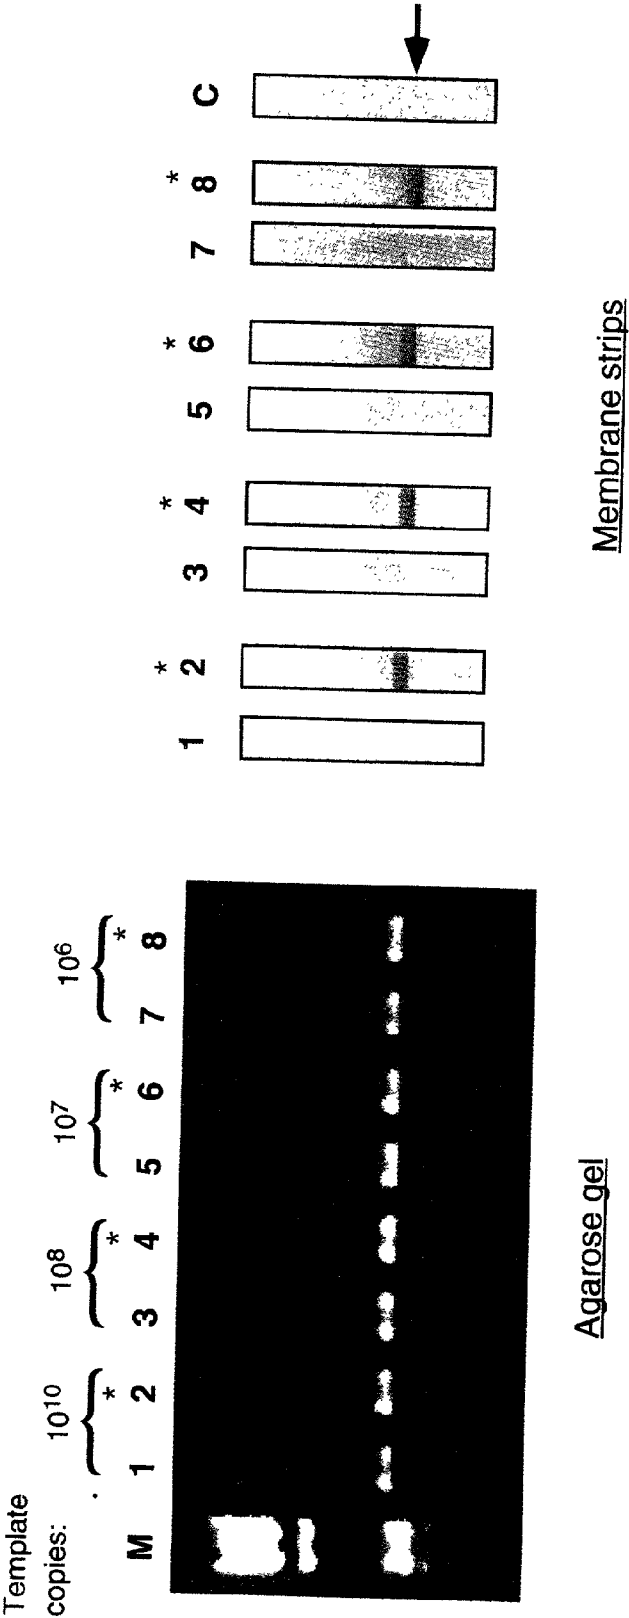 Template
copies:
10¹⁰ 10⁸ 10⁷ 10⁶
* * * *
M 1 2 3 4 5 6 7 8
Agarose gel
* * * *
1 2 3 4 5 6 7 8 C
Membrane strips